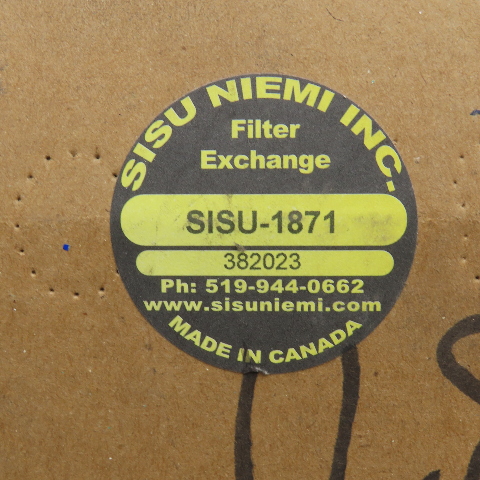 SISU NIEMI INC.
Filter
Exchange
SISU-1871
382023
Ph: 519-944-0662
www.sisuniemi.com
MADE IN CANADA